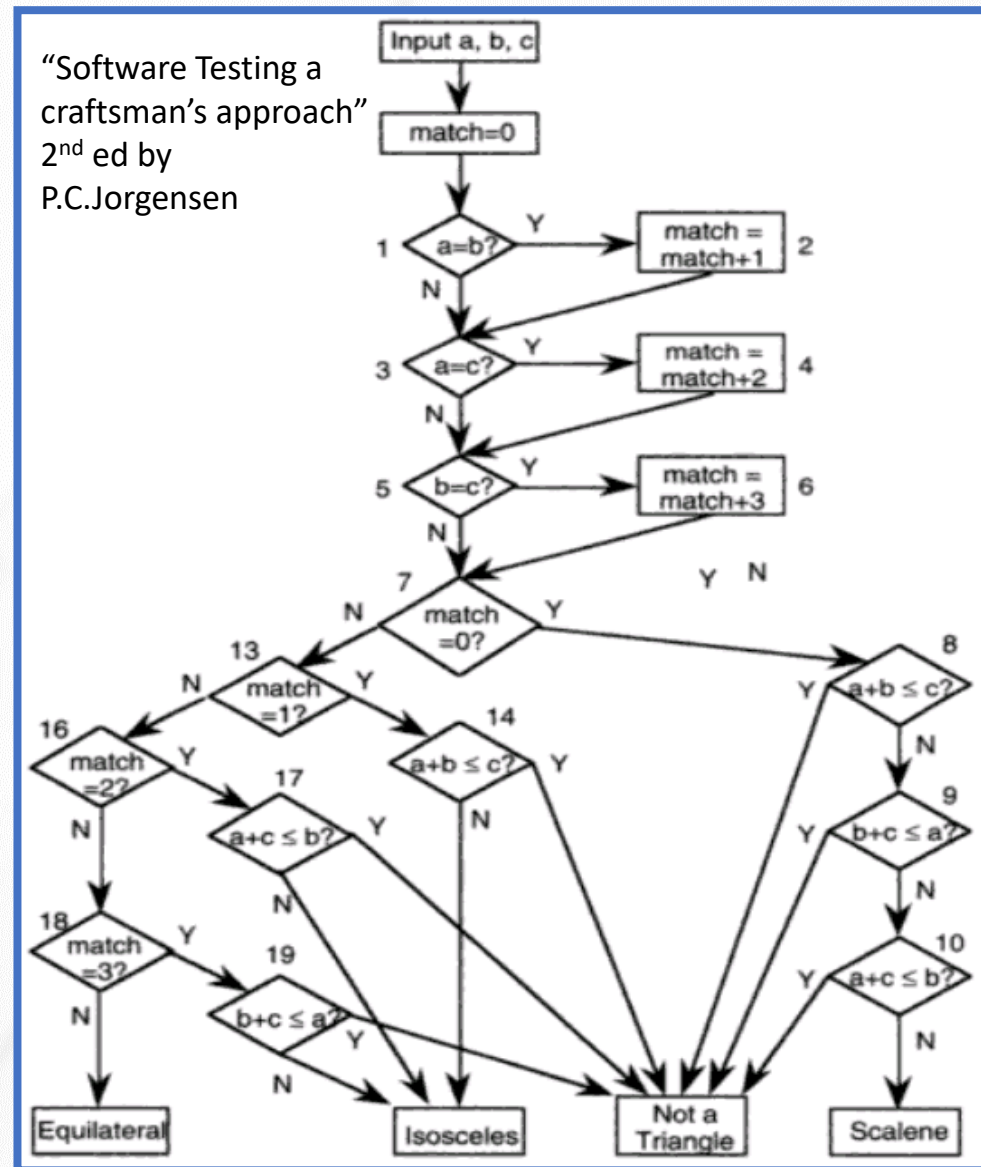 “Software Testing a
craftsman’s approach”
2nd ed by
P.C.Jorgensen
Input a, b, c
match=0
1
a=b?
Y
match =
match+1
2
N
3
a=c?
Y
match =
match+2
4
N
5
b=c?
Y
match =
match+3
6
N
Y N
7
N
match
=0?
Y
13
N
match
=1?
Y
8
Y
a+b ≤ c?
N
16
match
=2?
Y
N
14
a+b ≤ c?
Y
N
17
a+c ≤ b?
Y
N
9
Y
b+c ≤ a?
N
18
match
=3?
Y
N
19
b+c ≤ a?
Y
N
10
Y
a+c ≤ b?
N
Equilateral
Isosceles
Not a
Triangle
Scalene